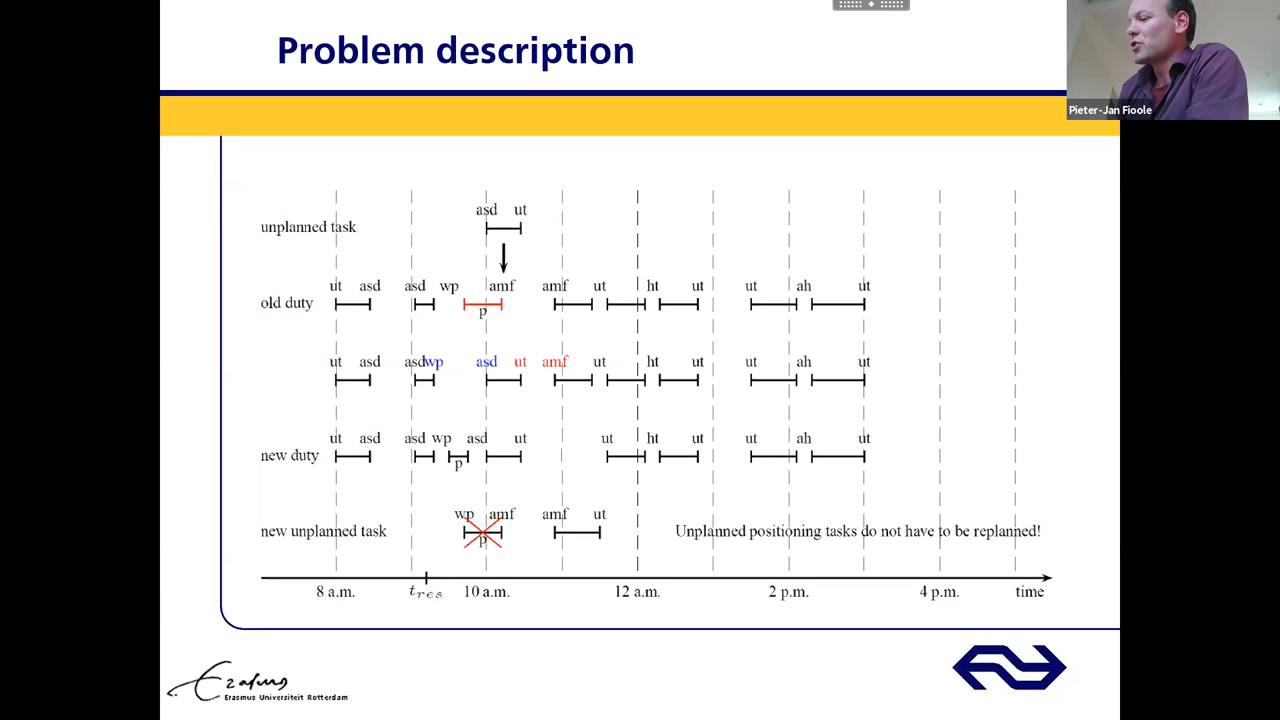 Problem description
Pieter-Jan Fioole
asd ut
unplanned task
ut asd asd wp amf amf ut ht ut ut ah ut
old duty
p
ut asd asd wp asd ut amf ut ht ut ut ah ut
ut asd asd wp asd ut ut ht ut ut ah ut
new duty
p
wp amf amf ut
new unplanned task Unplanned positioning tasks do not have to be replanned!
p
8 a.m. tres 10 a.m. 12 a.m. 2 p.m. 4 p.m. time
Erasmus
Erasmus Universiteit Rotterdam